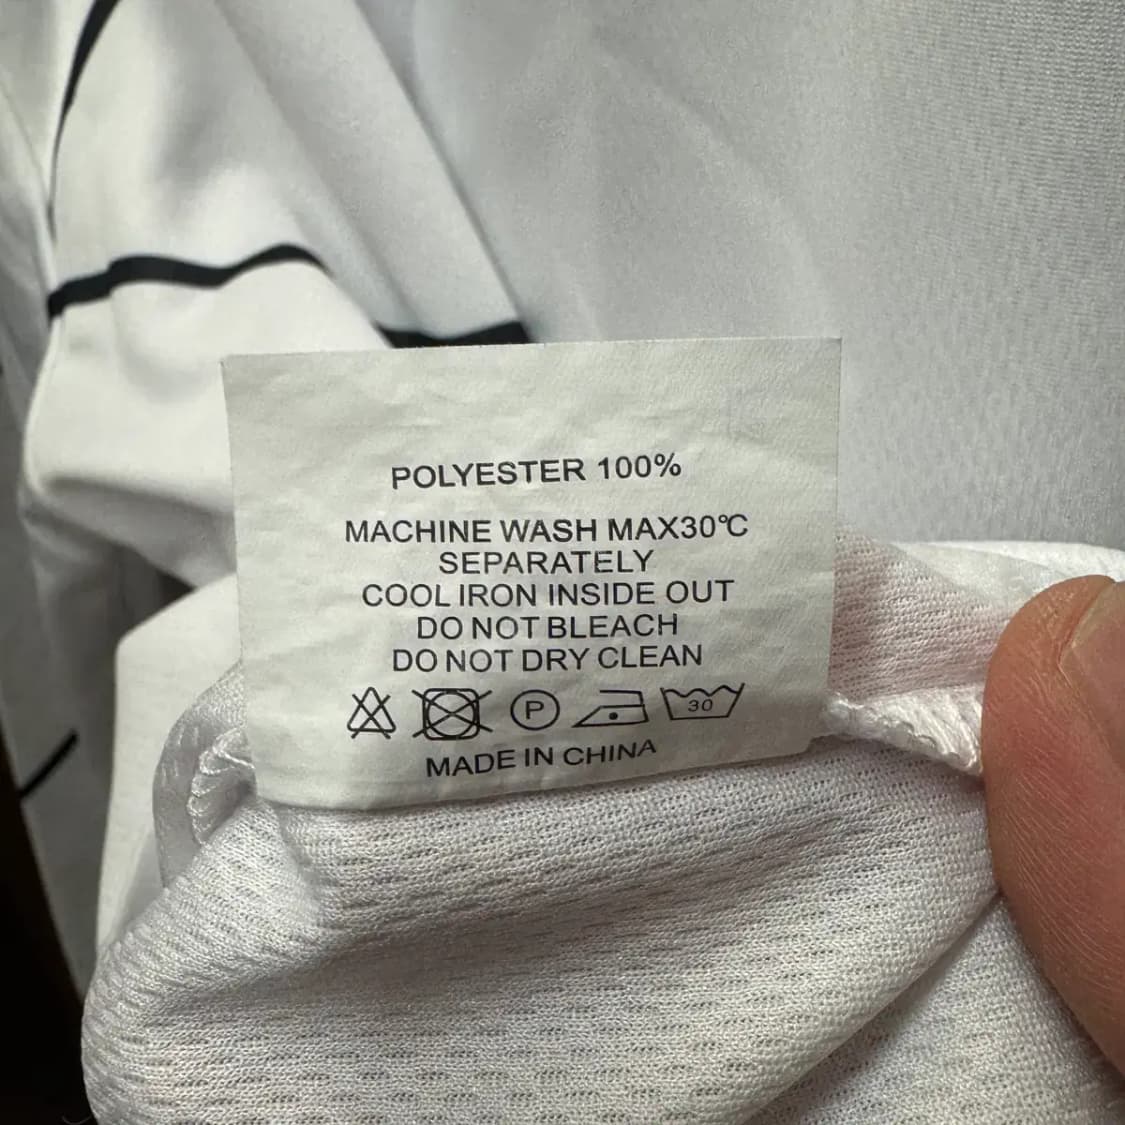 POLYESTER 100%
MACHINE WASH MAX30℃
SEPARATELY
COOL IRON INSIDE OUT
DO NOT BLEACH
DO NOT DRY CLEAN
P 30
MADE IN CHINA